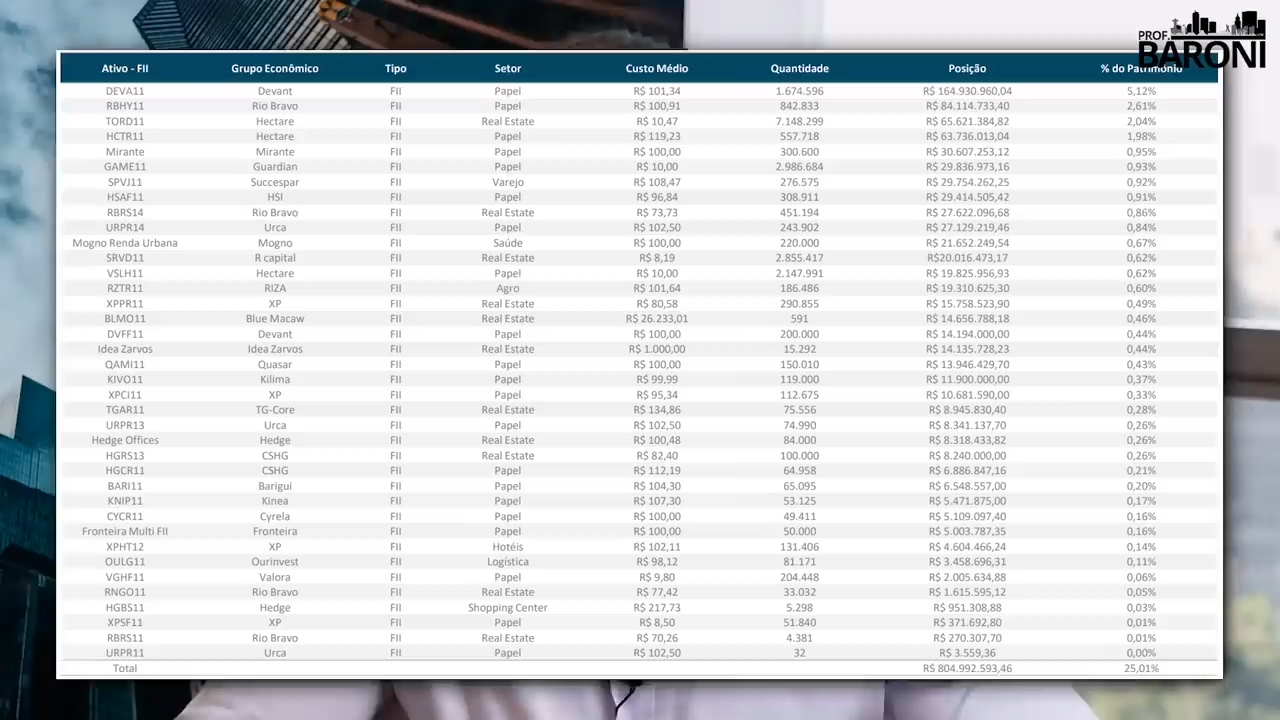 PROF.
BARONI
Ativo - FII Grupo Econômico Tipo Setor Custo Médio Quantidade Posição % do Patrimônio
DEVA11 Devant FII Papel R$ 101,34 1.674.596 R$ 164.930.960,04 5,12%
RBHY11 Rio Bravo FII Papel R$ 100,91 842.833 R$ 84.114.733,40 2,61%
TORD11 Hectare FII Real Estate R$ 10,47 7.148.299 R$ 65.621.384,82 2,04%
HCTR11 Hectare FII Papel R$ 119,23 557.718 R$ 63.736.013,04 1,98%
Mirante Mirante FII Papel R$ 100,00 300.600 R$ 30.607.253,12 0,95%
GAME11 Guardian FII Papel R$ 10,00 2.986.684 R$ 29.836.973,16 0,93%
SPVJ11 Succespar FII Varejo R$ 108,47 276.575 R$ 29.754.262,25 0,92%
HSAF11 HSI FII Papel R$ 96,84 308.911 R$ 29.414.505,42 0,91%
RBRS14 Rio Bravo FII Real Estate R$ 73,73 451.194 R$ 27.622.096,68 0,86%
URPR14 Urca FII Papel R$ 102,50 243.902 R$ 27.129.219,46 0,84%
Mogno Renda Urbana Mogno FII Saúde R$ 100,00 220.000 R$ 21.652.249,54 0,67%
SRVD11 R capital FII Real Estate R$ 8,19 2.855.417 R$20.016.473,17 0,62%
VSLH11 Hectare FII Papel R$ 10,00 2.147.991 R$ 19.825.956,93 0,62%
RZTR11 RIZA FII Agro R$ 101,64 186.486 R$ 19.310.625,30 0,60%
XPPR11 XP FII Real Estate R$ 80,58 290.855 R$ 15.758.523,90 0,49%
BLMO11 Blue Macaw FII Real Estate R$ 26.233,01 591 R$ 14.656.788,18 0,46%
DVFF11 Devant FII Papel R$ 100,00 200.000 R$ 14.194.000,00 0,44%
Idea Zarvos Idea Zarvos FII Real Estate R$ 1.000,00 15.292 R$ 14.135.728,23 0,44%
QAMI11 Quasar FII Papel R$ 100,00 150.010 R$ 13.946.429,70 0,43%
KIVO11 Kilima FII Papel R$ 99,99 119.000 R$ 11.900.000,00 0,37%
XPCI11 XP FII Papel R$ 95,34 112.675 R$ 10.681.590,00 0,33%
TGAR11 TG-Core FII Real Estate R$ 134,86 75.556 R$ 8.945.830,40 0,28%
URPR13 Urca FII Papel R$ 102,50 74.990 R$ 8.341.137,70 0,26%
Hedge Offices Hedge FII Real Estate R$ 100,48 84.000 R$ 8.318.433,82 0,26%
HGRS13 CSHG FII Real Estate R$ 82,40 100.000 R$ 8.240.000,00 0,26%
HGCR11 CSHG FII Papel R$ 112,19 64.958 R$ 6.886.847,16 0,21%
BARI11 Barigui FII Papel R$ 104,30 65.095 R$ 6.548.557,00 0,20%
KNIP11 Kinea FII Papel R$ 107,30 53.125 R$ 5.471.875,00 0,17%
CYCR11 Cyrela FII Papel R$ 100,00 49.411 R$ 5.109.097,40 0,16%
Fronteira Multi FII Fronteira FII Papel R$ 100,00 50.000 R$ 5.003.787,35 0,16%
XPHT12 XP FII Hotéis R$ 102,11 131.406 R$ 4.604.466,24 0,14%
OULG11 Ourinvest FII Logística R$ 98,12 81.171 R$ 3.458.696,31 0,11%
VGHF11 Valora FII Papel R$ 9,80 204.448 R$ 2.005.634,88 0,06%
RNGO11 Rio Bravo FII Real Estate R$ 77,42 33.032 R$ 1.615.595,12 0,05%
HGBS11 Hedge FII Shopping Center R$ 217,73 5.298 R$ 951.308,88 0,03%
XPSF11 XP FII Papel R$ 8,50 51.840 R$ 371.692,80 0,01%
RBRS11 Rio Bravo FII Real Estate R$ 70,26 4.381 R$ 270.307,70 0,01%
URPR11 Urca FII Papel R$ 102,50 32 R$ 3.559,36 0,00%
Total R$ 804.992.593,46 25,01%